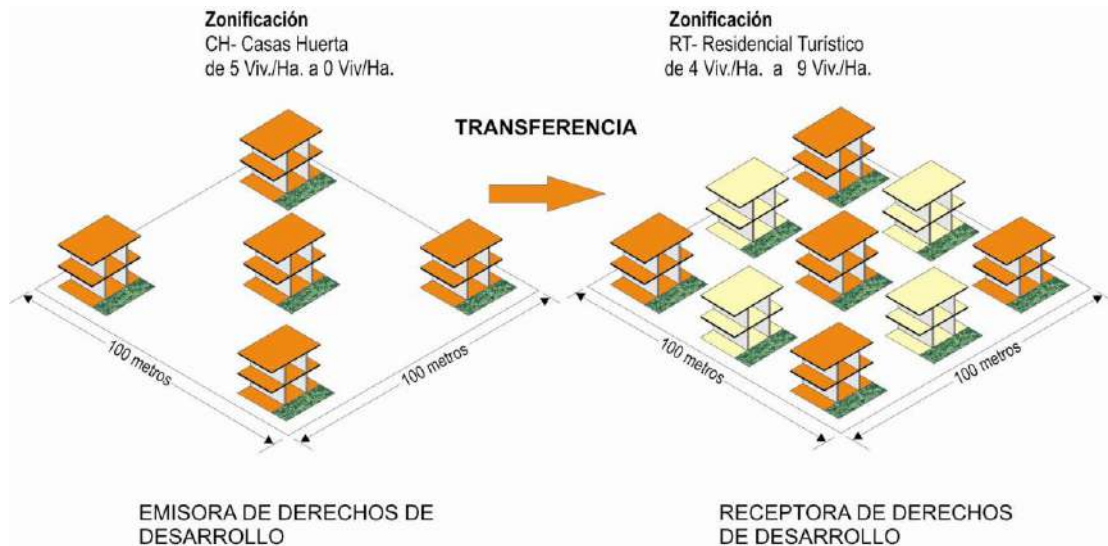 Zonificación
CH- Casas Huerta
de 5 Viv./Ha. a 0 Viv/Ha.
Zonificación
RT- Residencial Turístico
de 4 Viv./Ha. a 9 Viv./Ha.
TRANSFERENCIA
100 metros
100 metros
100 metros
100 metros
EMISORA DE DERECHOS DE
DESARROLLO
RECEPTORA DE DERECHOS
DE DESARROLLO